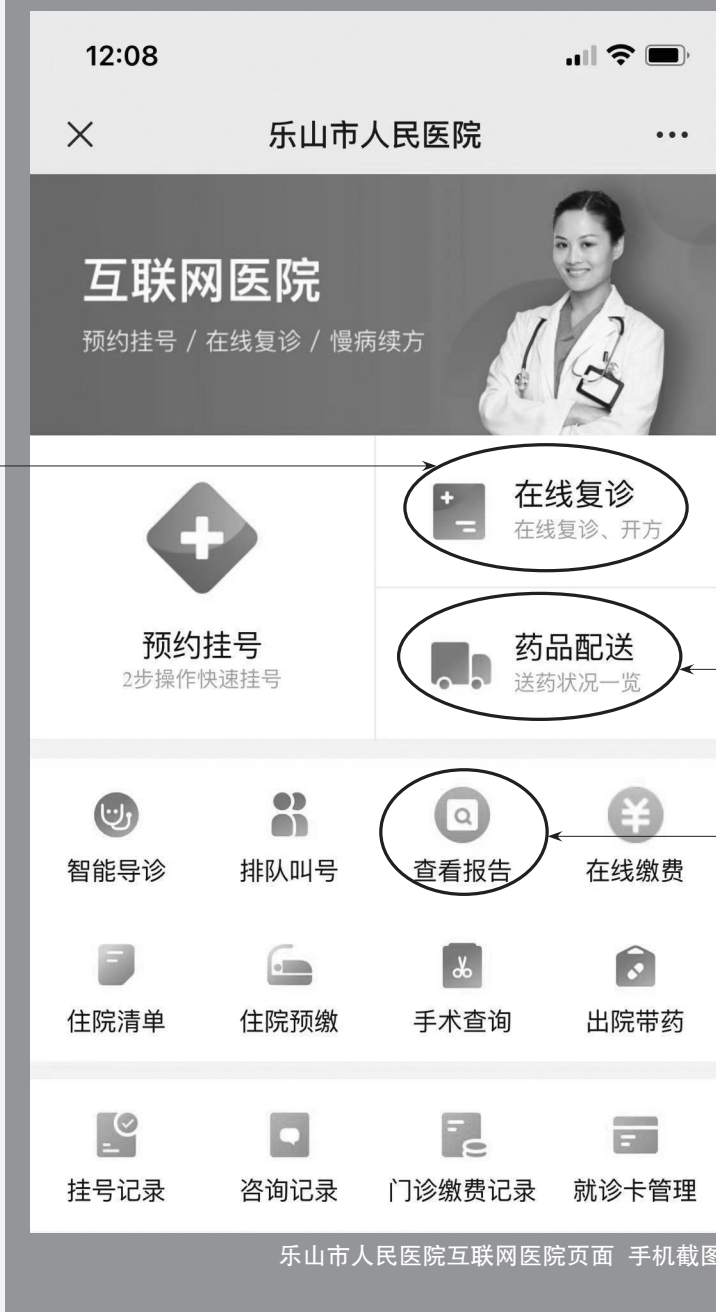 12:08
乐山市人民医院
互联网医院
预约挂号 / 在线复诊 / 慢病续方
在线复诊
在线复诊、开方
预约挂号
2步操作快速挂号
药品配送
送药状况一览
智能导诊 排队叫号 查看报告 在线缴费
住院清单 住院预缴 手术查询 出院带药
挂号记录 咨询记录 门诊缴费记录 就诊卡管理
乐山市人民医院互联网医院页面 手机截图